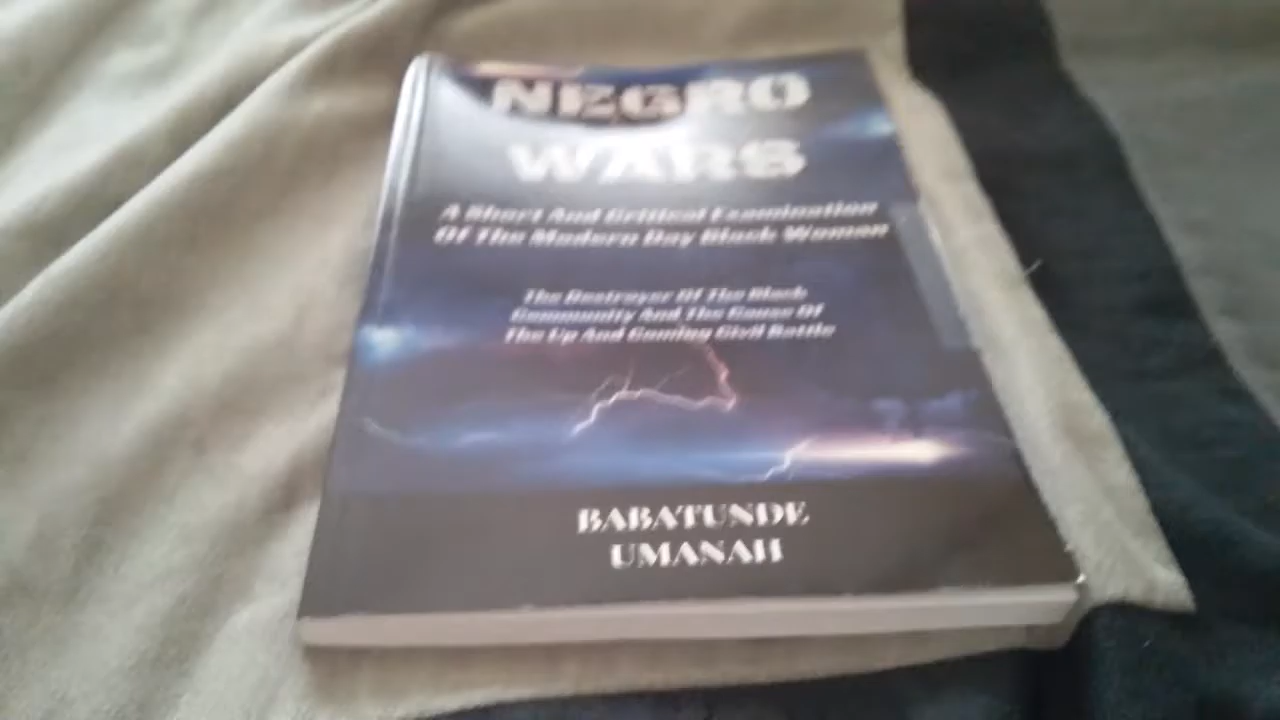 NEGRO
WARS
A Short And Critical Examination
Of The Modern Day Black Woman
The Destroyer Of The Black
Community And The Cause Of
The Up And Coming Civil Battle
BABATUNDE
UMANAH